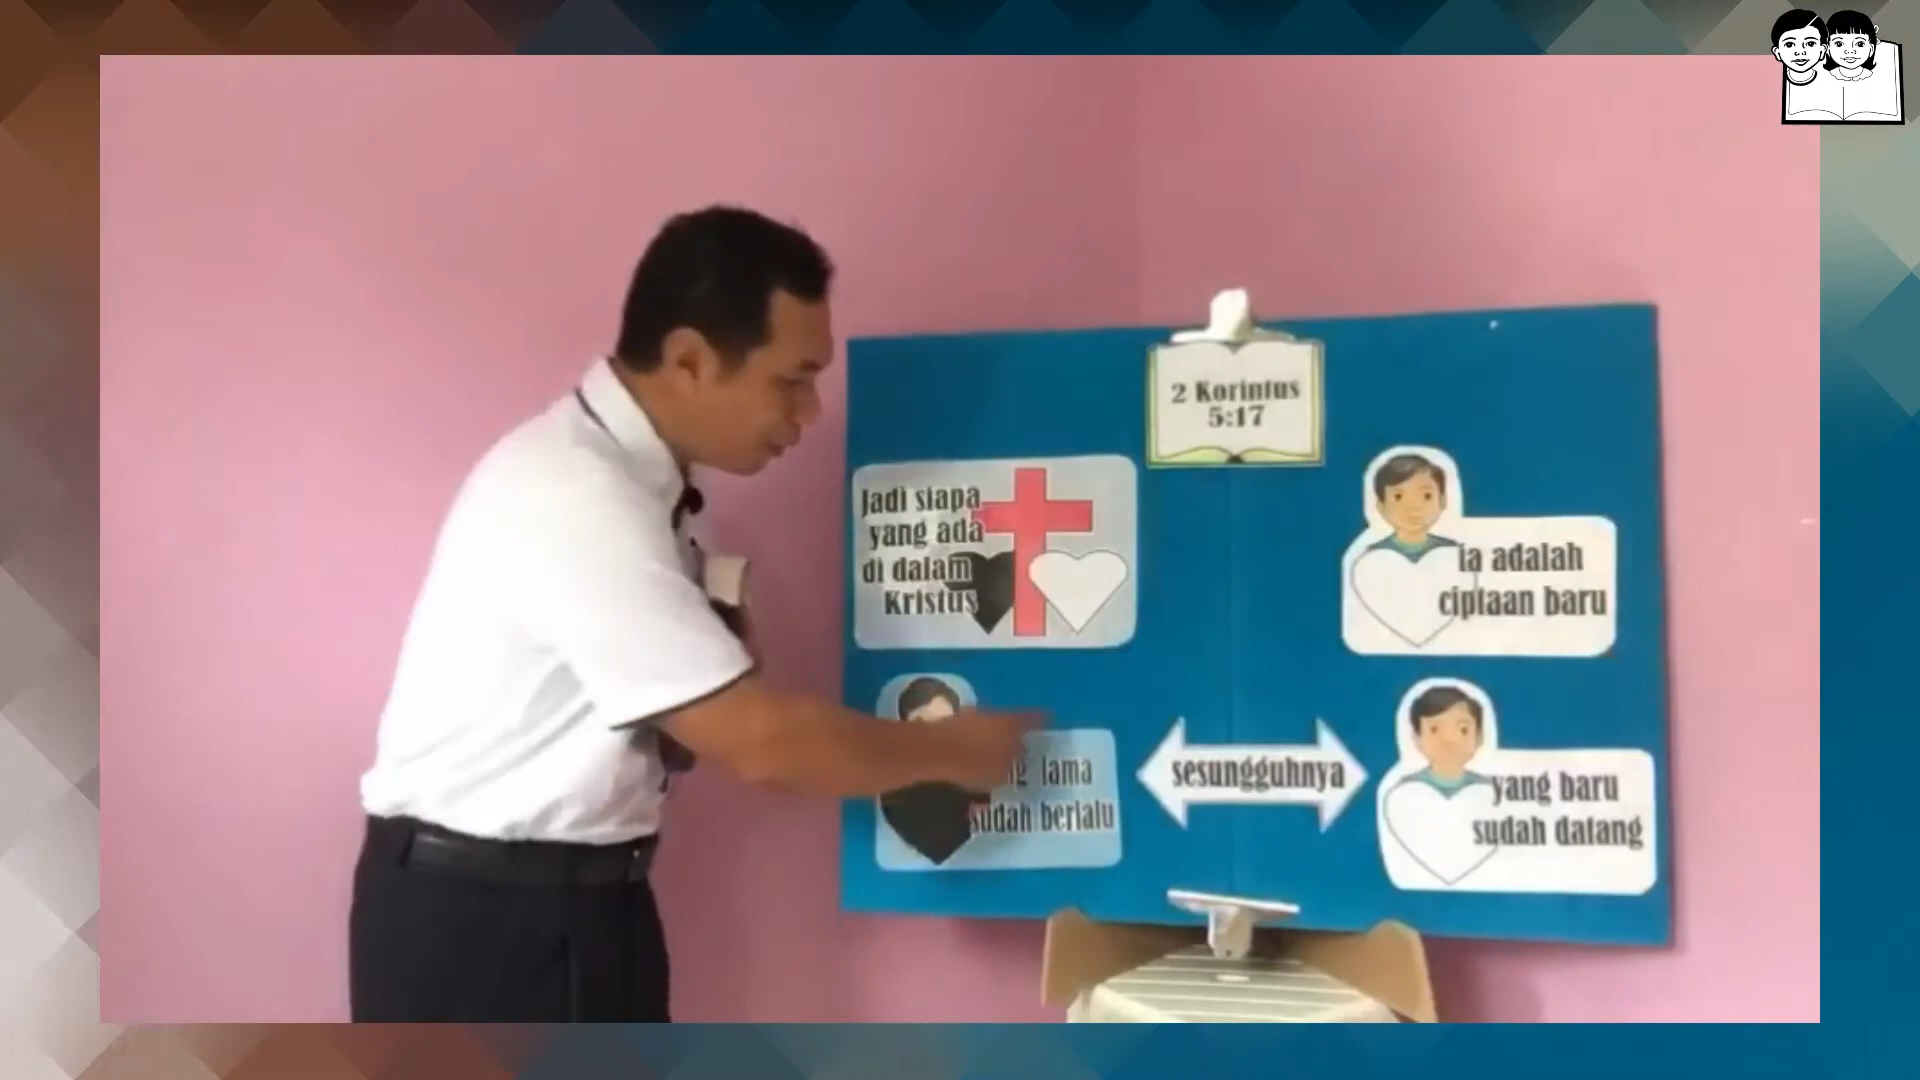 2 Korintus
5:17
Jadi siapa
yang ada
di dalam
Kristus
ia adalah
ciptaan baru
lama
sudah berlalu
sesungguhnya
yang baru
sudah datang